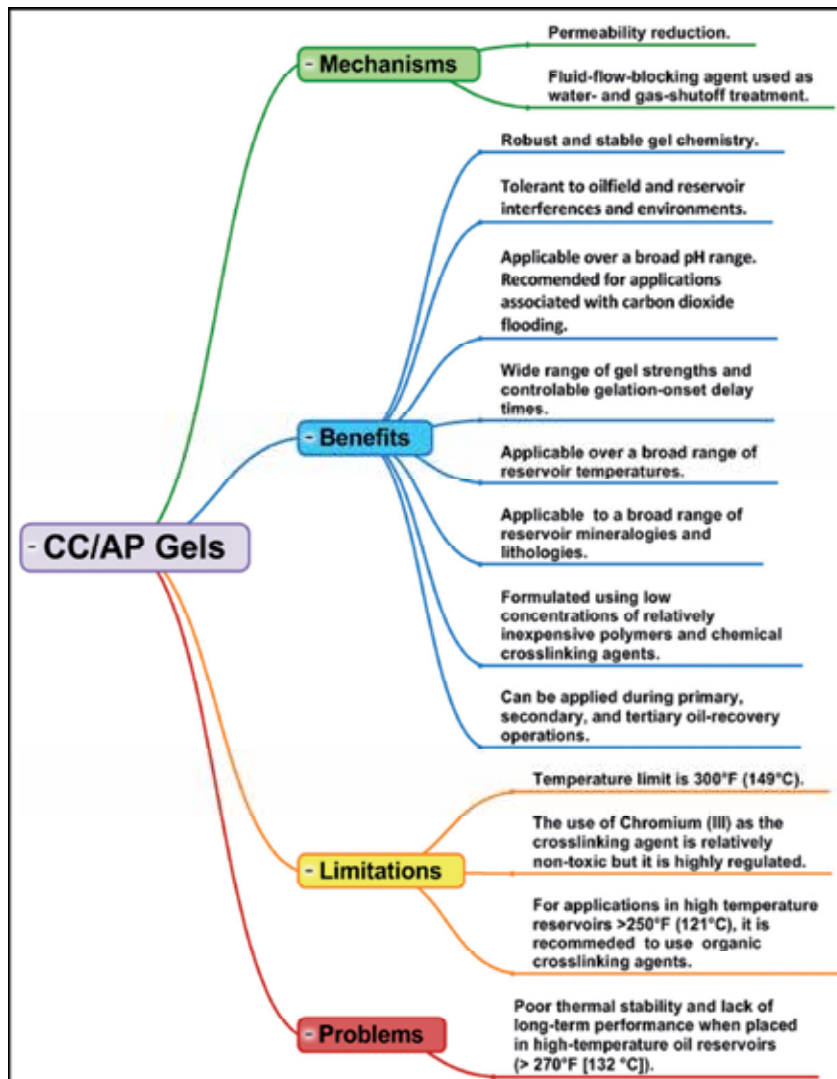 Permeability reduction.
- Mechanisms
Fluid-flow-blocking agent used as
water- and gas-shutoff treatment.
Robust and stable gel chemistry.
Tolerant to oilfield and reservoir
interferences and environments.
Applicable over a broad pH range.
Recomended for applications
associated with carbon dioxide
flooding.
Wide range of gel strengths and
controlable gelation-onset delay
times.
- Benefits
Applicable over a broad range of
reservoir temperatures.
- CC/AP Gels
Applicable to a broad range of
reservoir mineralogies and
lithologies.
Formulated using low
concentrations of relatively
inexpensive polymers and chemical
crosslinking agents.
Can be applied during primary,
secondary, and tertiary oil-recovery
operations.
Temperature limit is 300°F (149°C).
The use of Chromium (III) as the
crosslinking agent is relatively
non-toxic but it is highly regulated.
- Limitations
For applications in high temperature
reservoirs >250°F (121°C), it is
recommeded to use organic
crosslinking agents.
- Problems
Poor thermal stability and lack of
long-term performance when placed
in high-temperature oil reservoirs
(> 270°F [132 °C]).